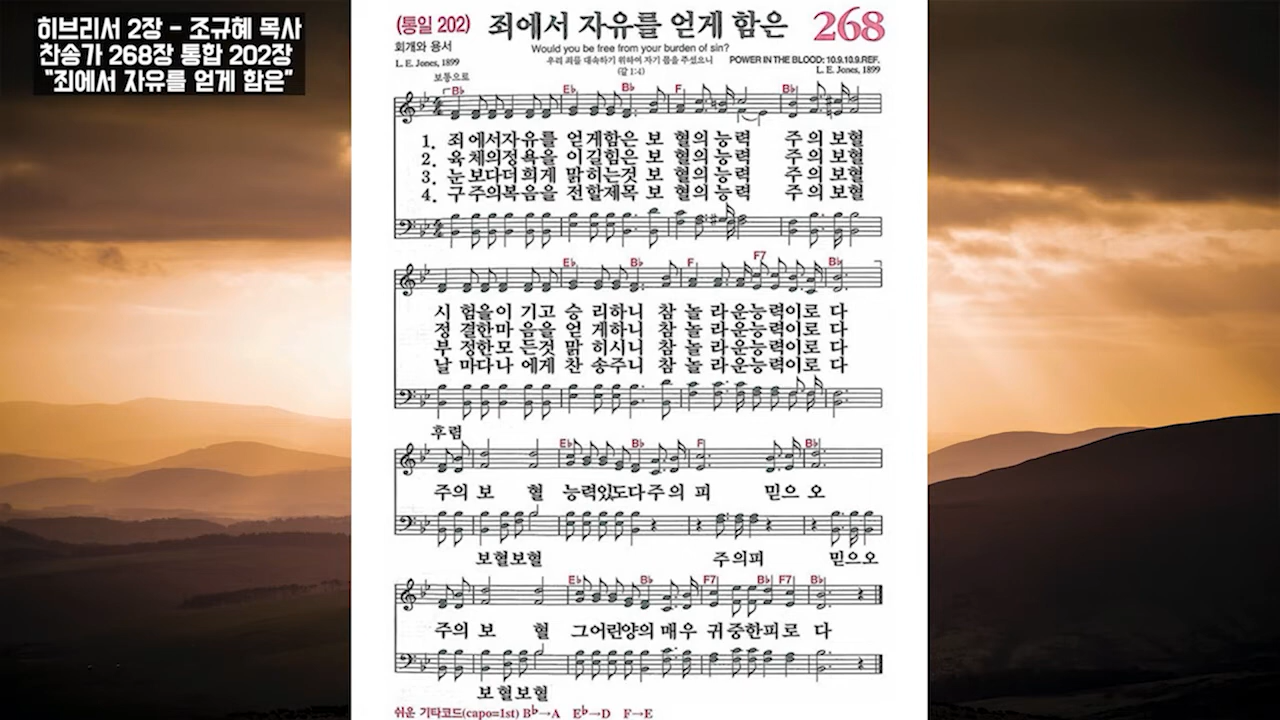 히브리서 2장 - 조규혜 목사
찬송가 268장 통합 202장
"죄에서 자유를 얻게 함은"
(통일 202) 죄에서 자유를 얻게 함은 268
회개와 용서
Would you be free from your burden of sin?
L. E. Jones, 1899
우리 죄를 대속하기 위하여 자기 몸을 주셨으니
POWER IN THE BLOOD: 10.9.10.9.REF.
(갈 1:4)
L. E. Jones, 1899
보통으로
B♭ E♭ B♭ F B♭
1. 죄에서자유를 얻게함은 보 혈의능력 주의보혈
2. 육체의정욕을 이길힘은 보 혈의능력 주의보혈
3. 눈보다더희게 맑히는것 보 혈의능력 주의보혈
4. 구주의복음을 전할제목 보 혈의능력 주의보혈
E♭ B♭ F F7 B♭
시 험을이 기고 승 리하니 참 놀 라운능력이로 다
정 결한마 음을얻 게하니 참 놀 라운능력이로 다
부 정한모 든것 맑 히시니 참 놀 라운능력이로 다
날 마다나 에게 찬 송주니 참 놀 라운능력이로 다
후렴
E♭ B♭ F B♭
주의 보 혈 능력있도다주 의 피 믿으 오
보혈보혈 주의피 믿으오
E♭ B♭ F7 B♭ F7 B♭
주의 보 혈 그어린양의 매우 귀중한피로 다
보혈보혈
쉬운 기타코드(capo=1st) B♭→A E♭→D F→E